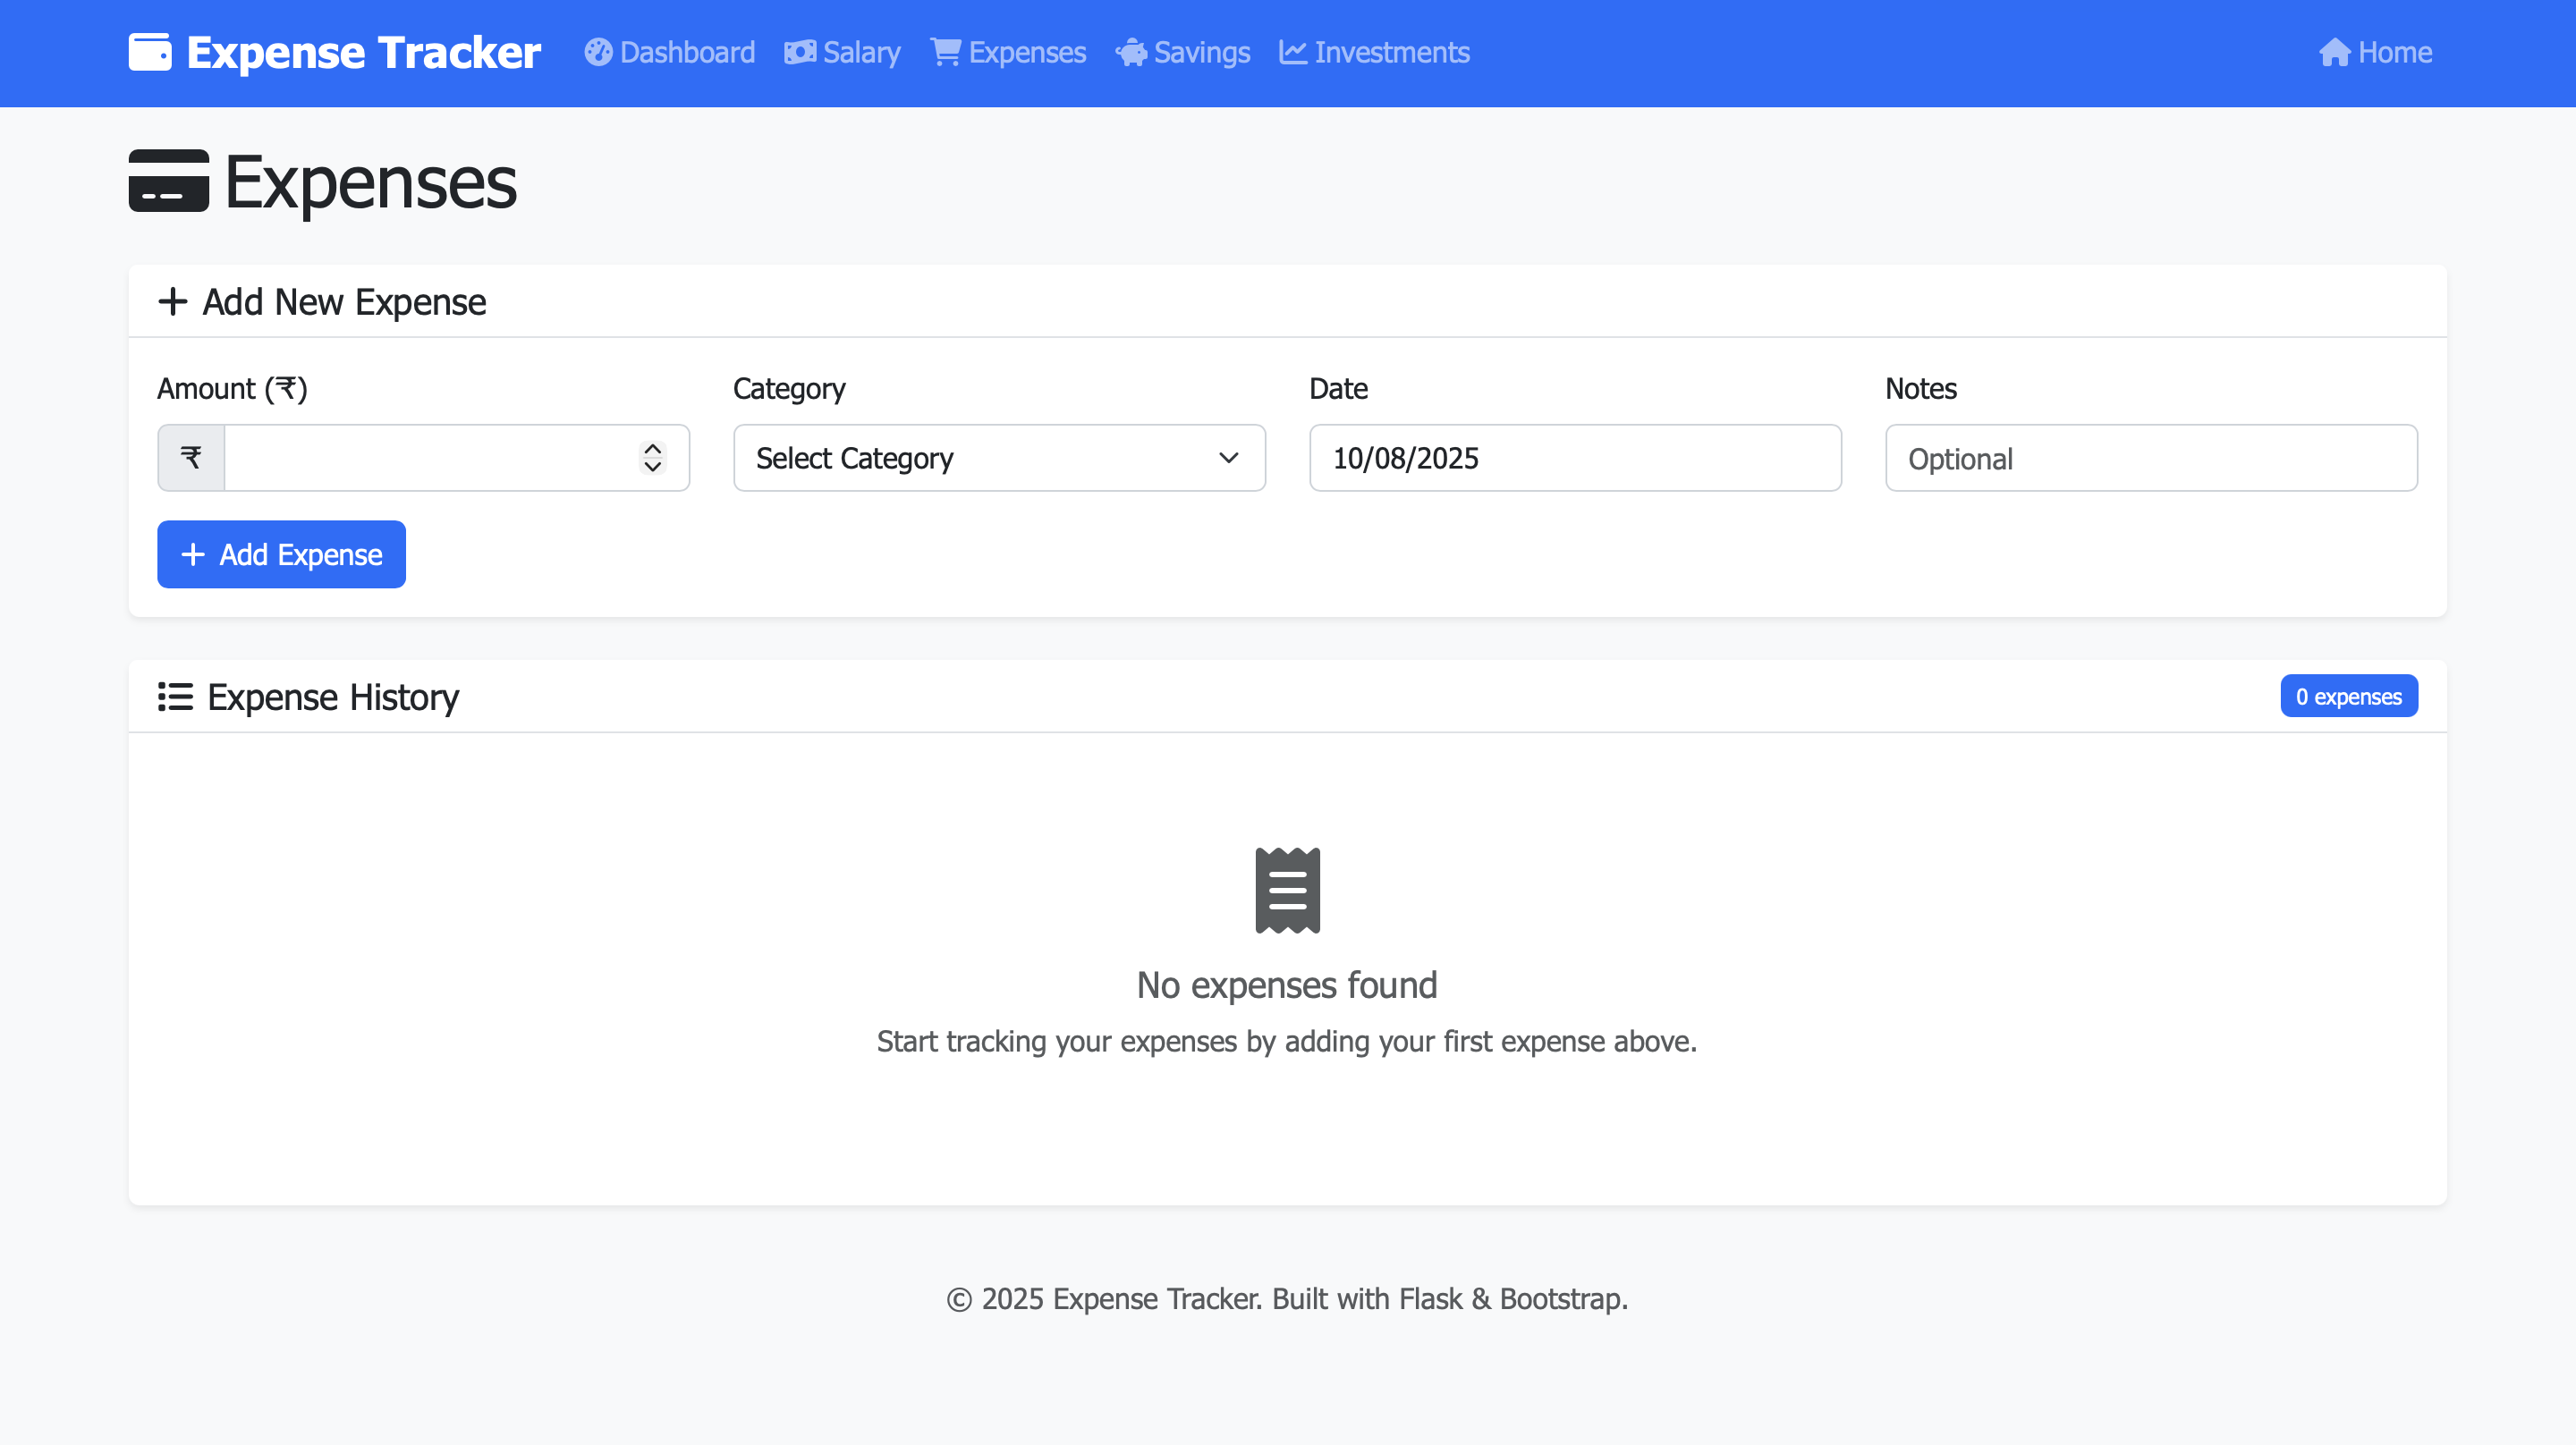 Expense Tracker Dashboard Salary Expenses Savings Investments Home
Expenses
Add New Expense
Amount (₹) Category Date Notes
₹ Select Category 10/08/2025 Optional
Add Expense
Expense History 0 expenses
No expenses found
Start tracking your expenses by adding your first expense above.
© 2025 Expense Tracker. Built with Flask & Bootstrap.